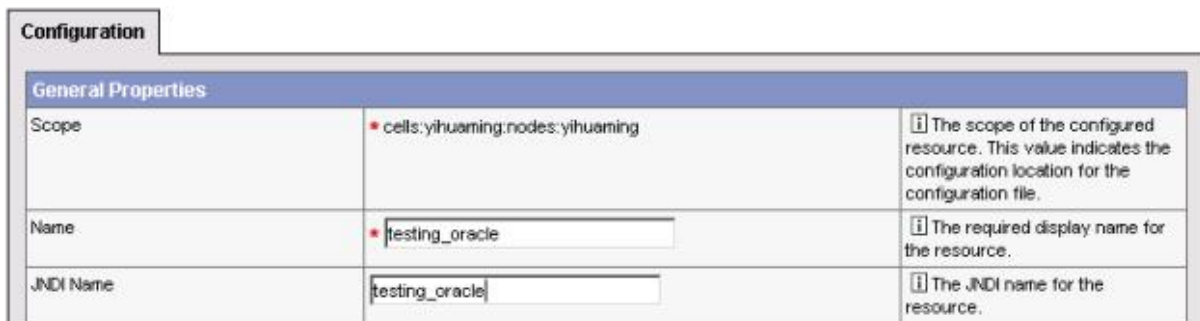 Configuration
General Properties
Scope
* cells:yihuaming:nodes:yihuaming
i The scope of the configured
resource. This value indicates the
configuration location for the
configuration file.
Name
* testing_oracle
i The required display name for
the resource.
JNDI Name
testing_oracle
i The JNDI name for the
resource.